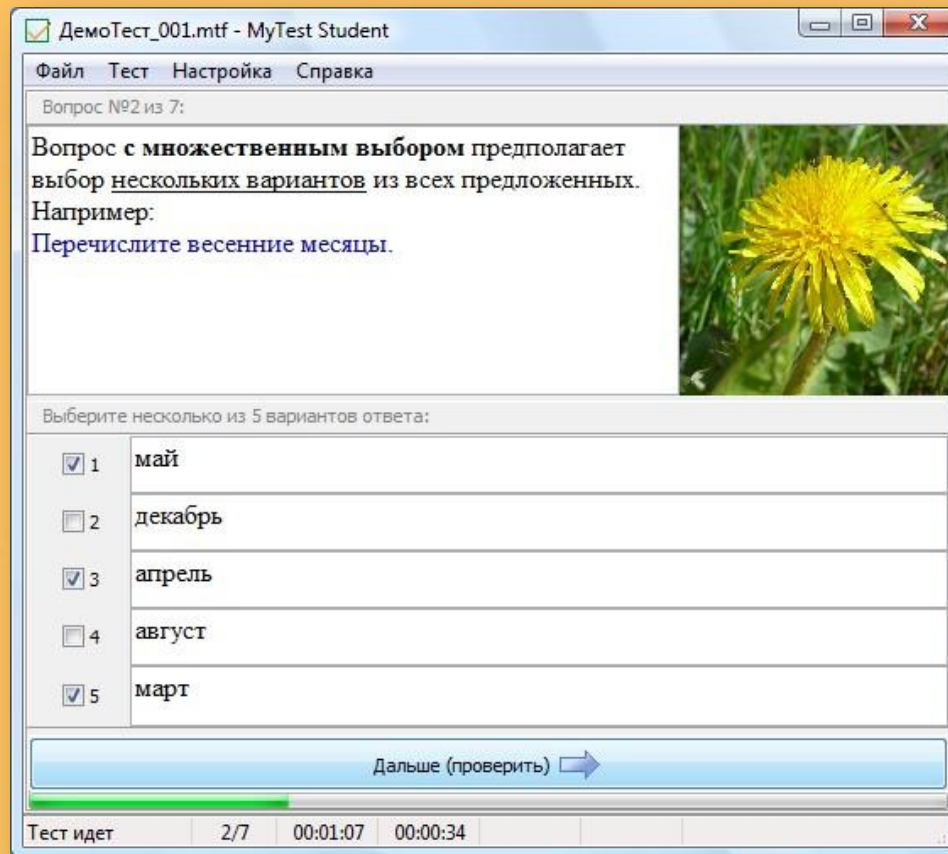 ДемоТест_001.mtf - MyTest Student
Файл Тест Настройка Справка
Вопрос №2 из 7:
Вопрос с множественным выбором предполагает
выбор нескольких вариантов из всех предложенных.
Например:
Перечислите весенние месяцы.
Выберите несколько из 5 вариантов ответа:
1 май
2 декабрь
3 апрель
4 август
5 март
Дальше (проверить)
Тест идет 2/7 00:01:07 00:00:34